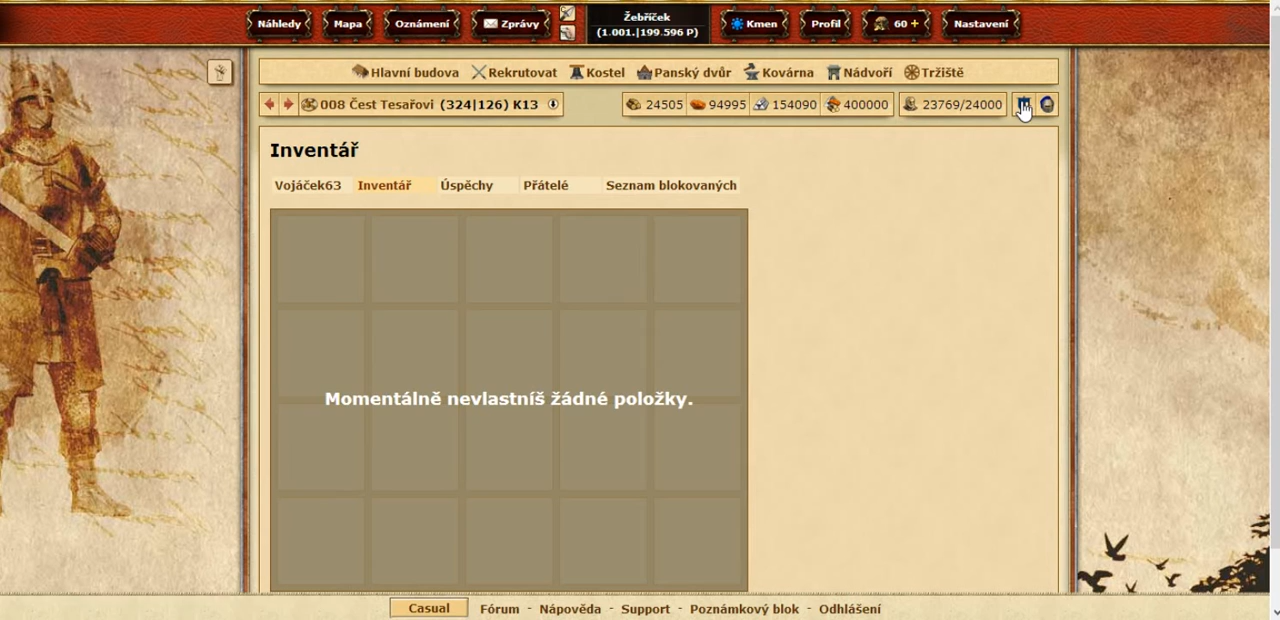 Náhledy Mapa Oznámení Zprávy Žebříček Kmen Profil 60 + Nastavení
(1.001.|199.596 P)
Hlavní budova Rekrutovat Kostel Panský dvůr Kovárna Nádvoří Tržiště
008 Čest Tesařovi (324|126) K13 24505 94995 154090 400000 23769/24000
Inventář
Vojáček63 Inventář Úspěchy Přátelé Seznam blokovaných
Momentálně nevlastníš žádné položky.
Casual Fórum - Nápověda - Support - Poznámkový blok - Odhlášení